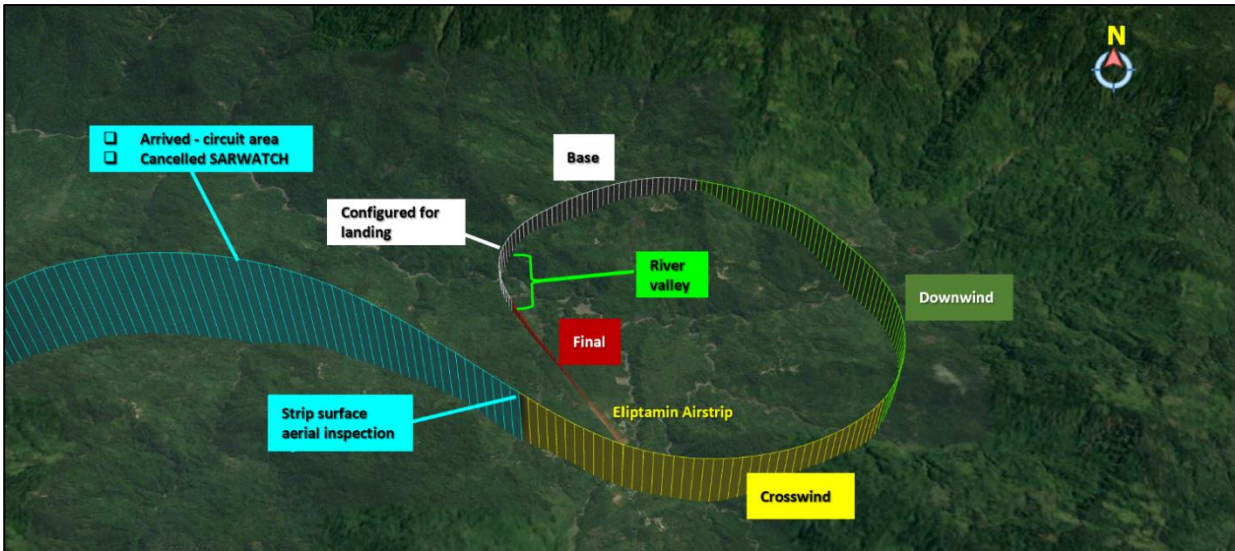 N
❑ Arrived - circuit area
❑ Cancelled SARWATCH
Base
Configured for
landing
River
valley
Downwind
Final
Strip surface
aerial inspection
Eliptamin Airstrip
Crosswind